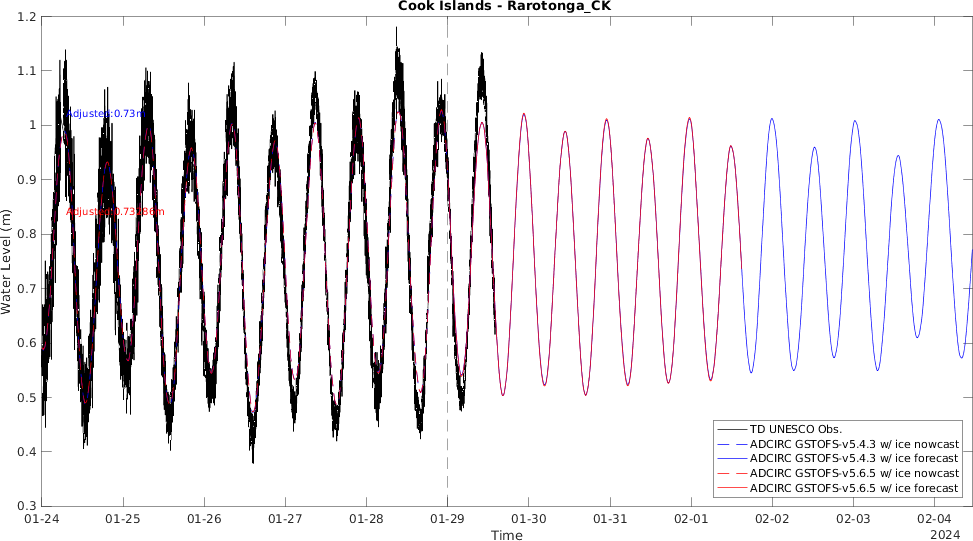 Cook Islands - Rarotonga_CK
Water Level (m)
1.2
1.1
1
0.9
0.8
0.7
0.6
0.5
0.4
0.3
Adjusted:0.73m
TD UNESCO Obs.
ADCIRC GSTOFS-v5.4.3 w/ ice nowcast
ADCIRC GSTOFS-v5.4.3 w/ ice forecast
ADCIRC GSTOFS-v5.6.5 w/ ice nowcast
ADCIRC GSTOFS-v5.6.5 w/ ice forecast
01-24 01-25 01-26 01-27 01-28 01-29 01-30 01-31 02-01 02-02 02-03 02-04
Time
2024